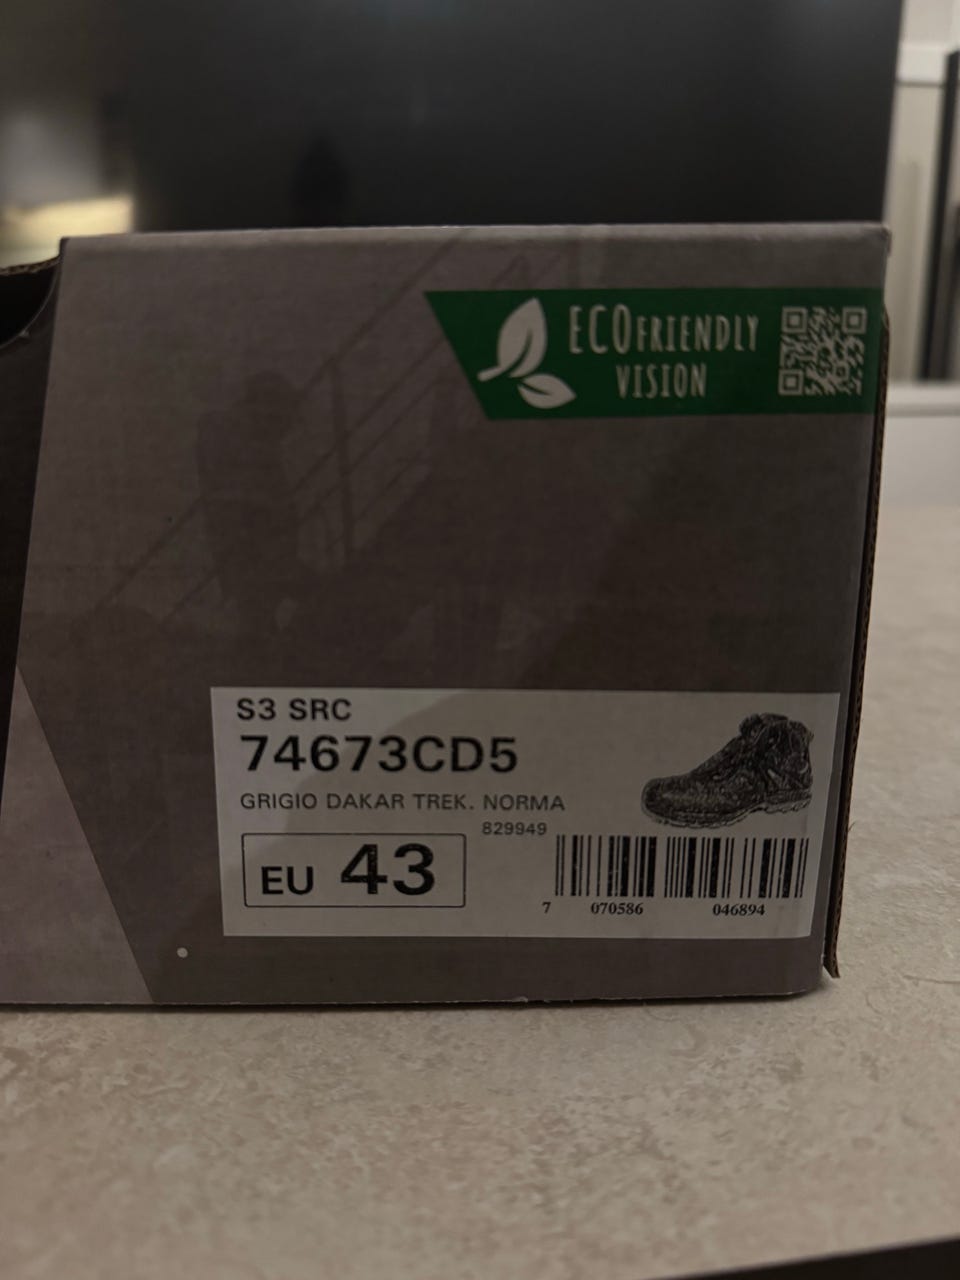 ECOFRIENDLY
VISION
S3 SRC
74673CD5
GRIGIO DAKAR TREK. NORMA
829949
EU 43
7 070586 046894